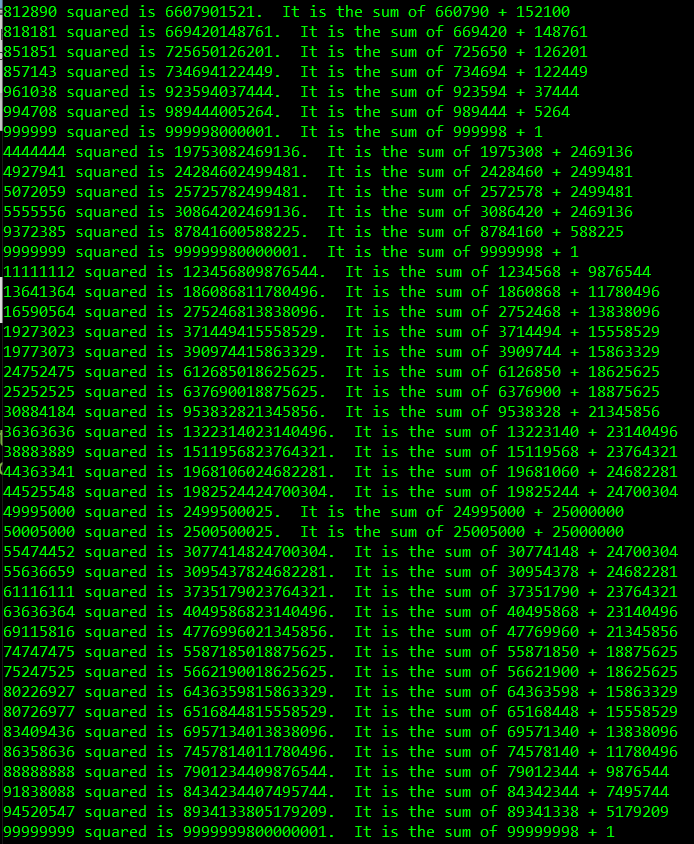 812890 squared is 6607901521.  It is the sum of 660790 + 152100
818181 squared is 669420148761.  It is the sum of 669420 + 148761
851851 squared is 725650126201.  It is the sum of 725650 + 126201
857143 squared is 734694122449.  It is the sum of 734694 + 122449
961038 squared is 923594037444.  It is the sum of 923594 + 37444
994708 squared is 989444005264.  It is the sum of 989444 + 5264
999999 squared is 999998000001.  It is the sum of 999998 + 1
4444444 squared is 19753082469136.  It is the sum of 1975308 + 2469136
4927941 squared is 24284602499481.  It is the sum of 2428460 + 2499481
5072059 squared is 25725782499481.  It is the sum of 2572578 + 2499481
5555556 squared is 30864202469136.  It is the sum of 3086420 + 2469136
9372385 squared is 87841600588225.  It is the sum of 8784160 + 588225
9999999 squared is 99999980000001.  It is the sum of 9999998 + 1
11111112 squared is 123456809876544.  It is the sum of 1234568 + 9876544
13641364 squared is 186086811780496.  It is the sum of 1860868 + 11780496
16590564 squared is 275246813838096.  It is the sum of 2752468 + 13838096
19273023 squared is 371449415558529.  It is the sum of 3714494 + 15558529
19773073 squared is 390974415863329.  It is the sum of 3909744 + 15863329
24752475 squared is 612685018625625.  It is the sum of 6126850 + 18625625
25252525 squared is 637690018875625.  It is the sum of 6376900 + 18875625
30884184 squared is 953832821345856.  It is the sum of 9538328 + 21345856
36363636 squared is 1322314023140496.  It is the sum of 13223140 + 23140496
38883889 squared is 1511956823764321.  It is the sum of 15119568 + 23764321
44363341 squared is 1968106024682281.  It is the sum of 19681060 + 24682281
44525548 squared is 1982524424700304.  It is the sum of 19825244 + 24700304
49995000 squared is 2499500025.  It is the sum of 24995000 + 25000000
50005000 squared is 2500500025.  It is the sum of 25005000 + 25000000
55474452 squared is 3077414824700304.  It is the sum of 30774148 + 24700304
55636659 squared is 3095437824682281.  It is the sum of 30954378 + 24682281
61116111 squared is 3735179023764321.  It is the sum of 37351790 + 23764321
63636364 squared is 4049586823140496.  It is the sum of 40495868 + 23140496
69115816 squared is 4776996021345856.  It is the sum of 47769960 + 21345856
74747475 squared is 5587185018875625.  It is the sum of 55871850 + 18875625
75247525 squared is 5662190018625625.  It is the sum of 56621900 + 18625625
80226927 squared is 6436359815863329.  It is the sum of 64363598 + 15863329
80726977 squared is 6516844815558529.  It is the sum of 65168448 + 15558529
83409436 squared is 6957134013838096.  It is the sum of 69571340 + 13838096
86358636 squared is 7457814011780496.  It is the sum of 74578140 + 11780496
88888888 squared is 7901234409876544.  It is the sum of 79012344 + 9876544
91838088 squared is 8434234407495744.  It is the sum of 84342344 + 7495744
94520547 squared is 8934133805179209.  It is the sum of 89341338 + 5179209
99999999 squared is 9999999800000001.  It is the sum of 99999998 + 1